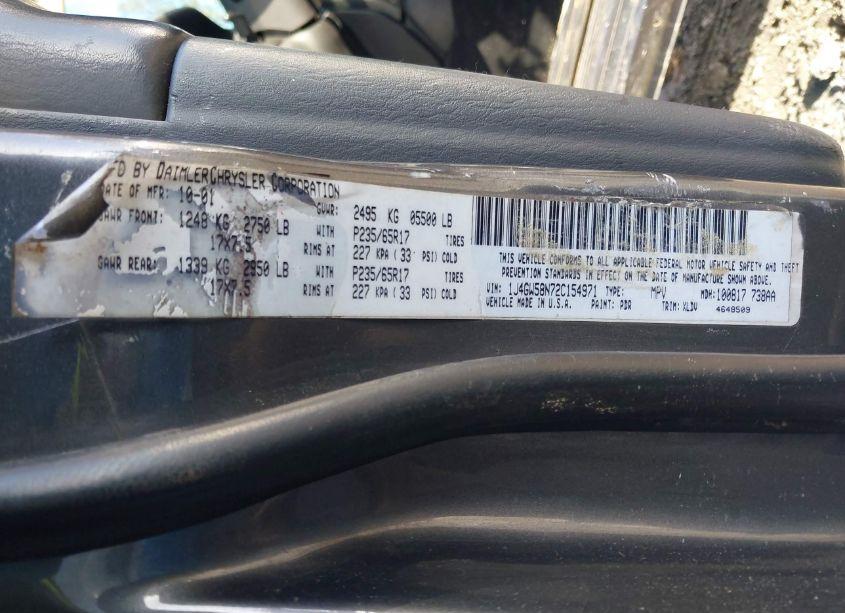 FD BY DAIMLERCHRYSLER CORPORATION
DATE OF MFR: 10-01 GVWR: 2495 KG 05500 LB
GAWR FRONT: 1248 KG 2750 LB WITH P235/65R17 TIRES
17X7.5 RIMS AT 227 KPA ( 33 PSI) COLD
GAWR REAR: 1339 KG 2950 LB WITH P235/65R17 TIRES
17X7.5 RIMS AT 227 KPA ( 33 PSI) COLD
THIS VEHICLE CONFORMS TO ALL APPLICABLE FEDERAL MOTOR VEHICLE SAFETY AND THEFT
PREVENTION STANDARDS IN EFFECT ON THE DATE OF MANUFACTURE SHOWN ABOVE.
VIN: 1J4GW58N72C154971 TYPE: MPV MDH: 100817 738AA
VEHICLE MADE IN U.S.A. PAINT: PDR TRIM: XLDV 4648509